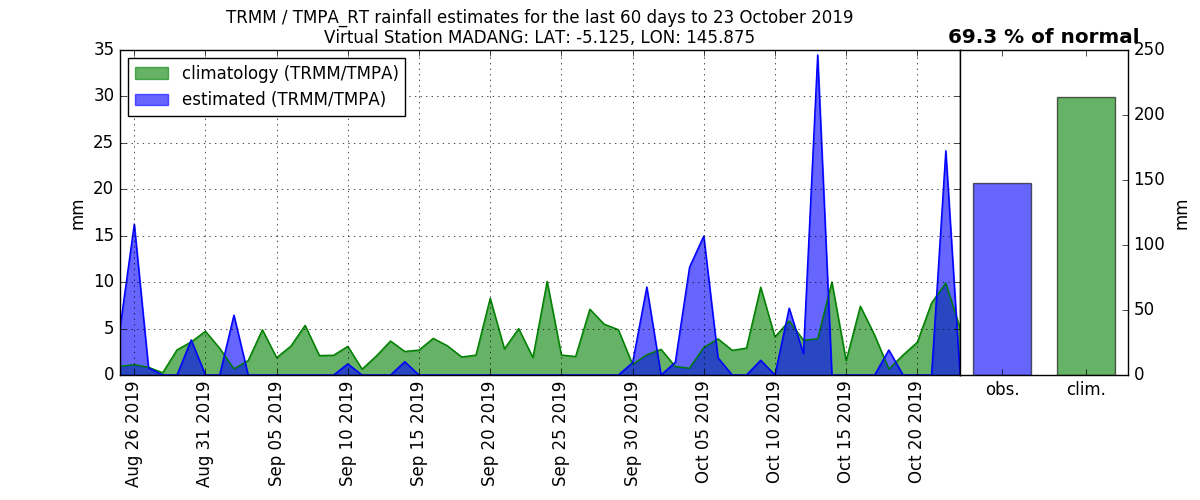 TRMM / TMPA_RT rainfall estimates for the last 60 days to 23 October 2019
Virtual Station MADANG: LAT: -5.125, LON: 145.875
69.3 % of normal
climatology (TRMM/TMPA)
estimated (TRMM/TMPA)
35
30
25
20
15
10
5
0
mm
Aug 26 2019
Aug 31 2019
Sep 05 2019
Sep 10 2019
Sep 15 2019
Sep 20 2019
Sep 25 2019
Sep 30 2019
Oct 05 2019
Oct 10 2019
Oct 15 2019
Oct 20 2019
obs.
clim.
250
200
150
100
50
0
mm